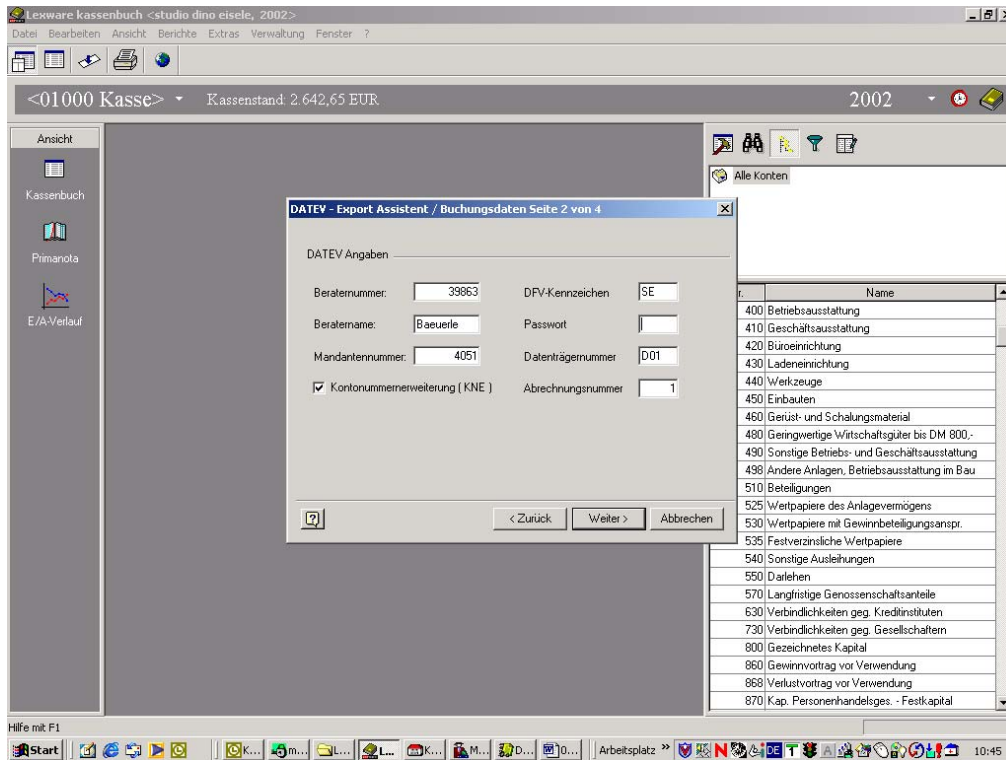 Lexware kassenbuch <studio dino eisele, 2002>
Datei Bearbeiten Ansicht Berichte Extras Verwaltung Fenster ?
<01000 Kasse> Kassenstand: 2.642,65 EUR 2002
Ansicht
Kassenbuch
Primanota
E/A-Verlauf
Alle Konten
DATEV - Export Assistent / Buchungsdaten Seite 2 von 4
DATEV Angaben
Beraternummer: 39863 DFV-Kennzeichen SE
Beratername: Baeuerle Passwort
Mandantennummer: 4051 Datenträgernummer D01
Kontonummernerweiterung ( KNE ) Abrechnungsnummer 1
< Zurück Weiter > Abbrechen
r. Name
400 Betriebsausstattung
410 Geschäftsausstattung
420 Büroeinrichtung
430 Ladeneinrichtung
440 Werkzeuge
450 Einbauten
460 Gerüst- und Schalungsmaterial
480 Geringwertige Wirtschaftsgüter bis DM 800,-
490 Sonstige Betriebs- und Geschäftsausstattung
498 Andere Anlagen, Betriebsausstattung im Bau
510 Beteiligungen
525 Wertpapiere des Anlagevermögens
530 Wertpapiere mit Gewinnbeteiligungsanspr.
535 Festverzinsliche Wertpapiere
540 Sonstige Ausleihungen
550 Darlehen
570 Langfristige Genossenschaftsanteile
630 Verbindlichkeiten geg. Kreditinstituten
730 Verbindlichkeiten geg. Gesellschaftern
800 Gezeichnetes Kapital
860 Gewinnvortrag vor Verwendung
868 Verlustvortrag vor Verwendung
870 Kap. Personenhandelsges. - Festkapital
Hilfe mit F1
Start K... m... L... L... K... M... D... 0... Arbeitsplatz » DE 10:45